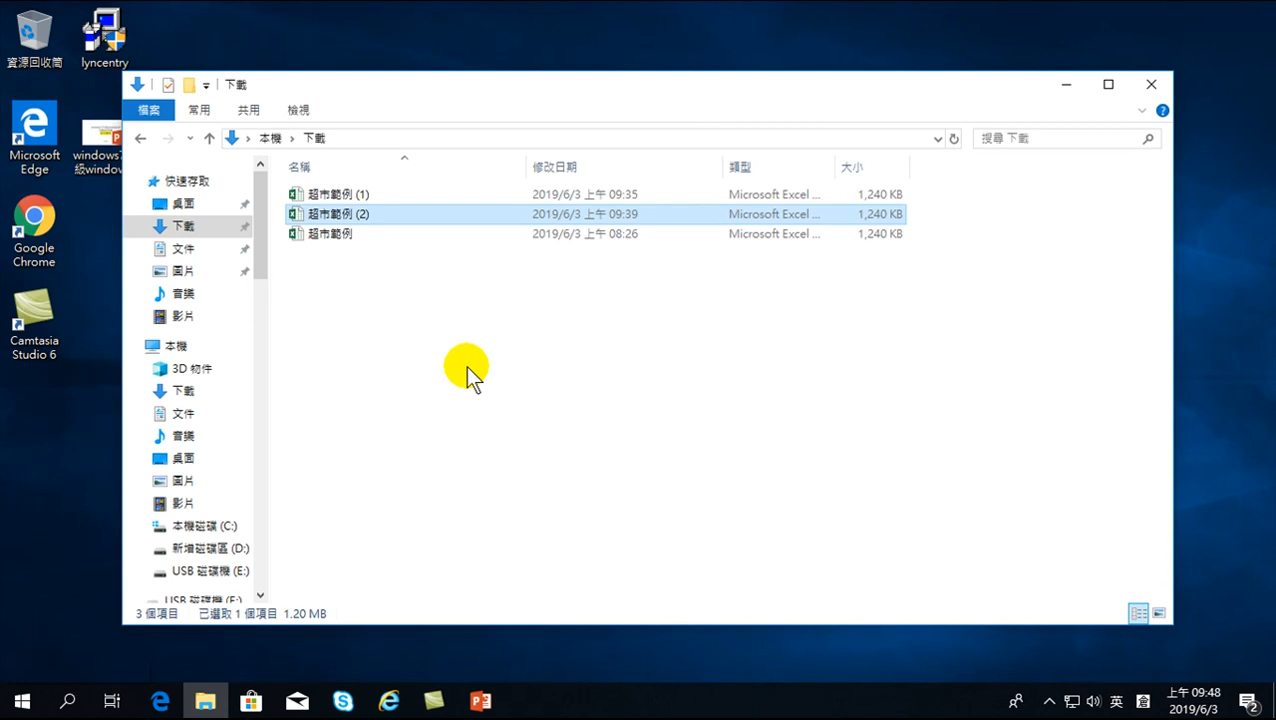 資源回收筒
lyncentry
Microsoft
Edge
windows7
級window
Google
Chrome
Camtasia
Studio 6
下載
檔案 常用 共用 檢視
本機 > 下載
搜尋 下載
名稱 修改日期 類型 大小
超市範例 (1) 2019/6/3 上午 09:35 Microsoft Excel ... 1,240 KB
超市範例 (2) 2019/6/3 上午 09:39 Microsoft Excel ... 1,240 KB
超市範例 2019/6/3 上午 08:26 Microsoft Excel ... 1,240 KB
快速存取
桌面
下載
文件
圖片
音樂
影片
本機
3D 物件
下載
文件
音樂
桌面
圖片
影片
本機磁碟 (C:)
新增磁碟區 (D:)
USB 磁碟機 (E:)
USB 磁碟機 (F:)
3 個項目 已選取 1 個項目 1.20 MB
英
倉
上午 09:48
2019/6/3
2